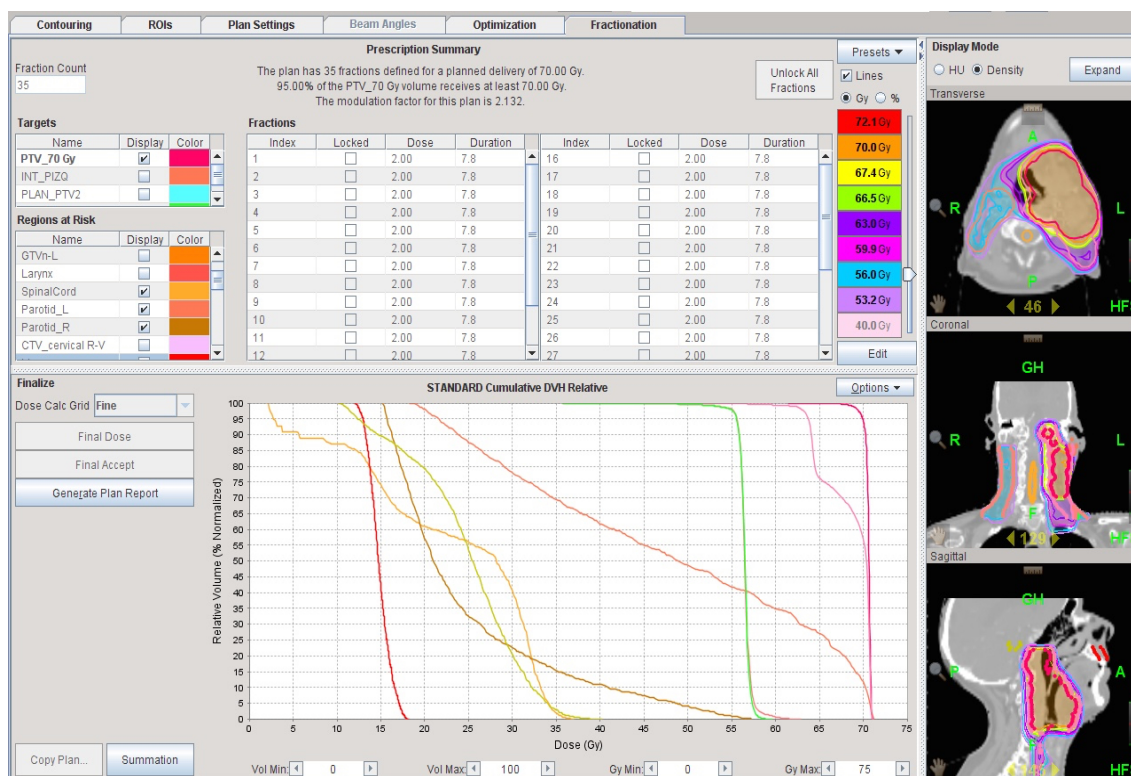 Contouring ROIs Plan Settings Beam Angles Optimization Fractionation
Prescription Summary
Fraction Count
35
The plan has 35 fractions defined for a planned delivery of 70.00 Gy.
95.00% of the PTV_70 Gy volume receives at least 70.00 Gy.
The modulation factor for this plan is 2.132.
Unlock All
Fractions
Targets
Name Display Color
PTV_70 Gy
INT_PIZQ
PLAN_PTV2
Regions at Risk
Name Display Color
GTVn-L
Larynx
SpinalCord
Parotid_L
Parotid_R
CTV_cervical R-V
Fractions
Index Locked Dose Duration
1 2.00 7.8
2 2.00 7.8
3 2.00 7.8
4 2.00 7.8
5 2.00 7.8
6 2.00 7.8
7 2.00 7.8
8 2.00 7.8
9 2.00 7.8
10 2.00 7.8
11 2.00 7.8
12 2.00 7.8
Index Locked Dose Duration
16 2.00 7.8
17 2.00 7.8
18 2.00 7.8
19 2.00 7.8
20 2.00 7.8
21 2.00 7.8
22 2.00 7.8
23 2.00 7.8
24 2.00 7.8
25 2.00 7.8
26 2.00 7.8
27 2.00 7.8
Presets
Lines
Gy %
72.1 Gy
70.0 Gy
67.4 Gy
66.5 Gy
63.0 Gy
59.9 Gy
56.0 Gy
53.2 Gy
40.0 Gy
Edit
Display Mode
HU Density
Expand
Transverse
A
R
L
P
46
HF
Coronal
GH
R
L
F
129
HF
Sagittal
GH
P
A
HF
Finalize
Dose Calc Grid Fine
Final Dose
Final Accept
Generate Plan Report
Copy Plan...
Summation
STANDARD Cumulative DVH Relative
Options
Relative Volume (% Normalized)
100
95
90
85
80
75
70
65
60
55
50
45
40
35
30
25
20
15
10
5
0
0 5 10 15 20 25 30 35 40 45 50 55 60 65 70 75
Dose (Gy)
Vol Min: 0 Vol Max: 100 Gy Min: 0 Gy Max: 75